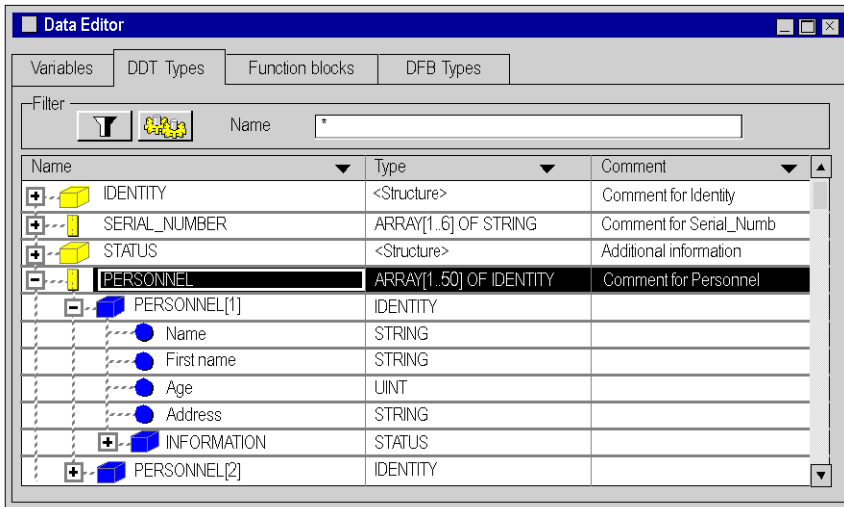 Data Editor
Variables DDT Types Function blocks DFB Types
Filter
Name *
Name Type Comment
IDENTITY <Structure> Comment for Identity
SERIAL_NUMBER ARRAY[1..6] OF STRING Comment for Serial_Numb
STATUS <Structure> Additional information
PERSONNEL ARRAY[1..50] OF IDENTITY Comment for Personnel
PERSONNEL[1] IDENTITY
Name STRING
First name STRING
Age UINT
Address STRING
INFORMATION STATUS
PERSONNEL[2] IDENTITY